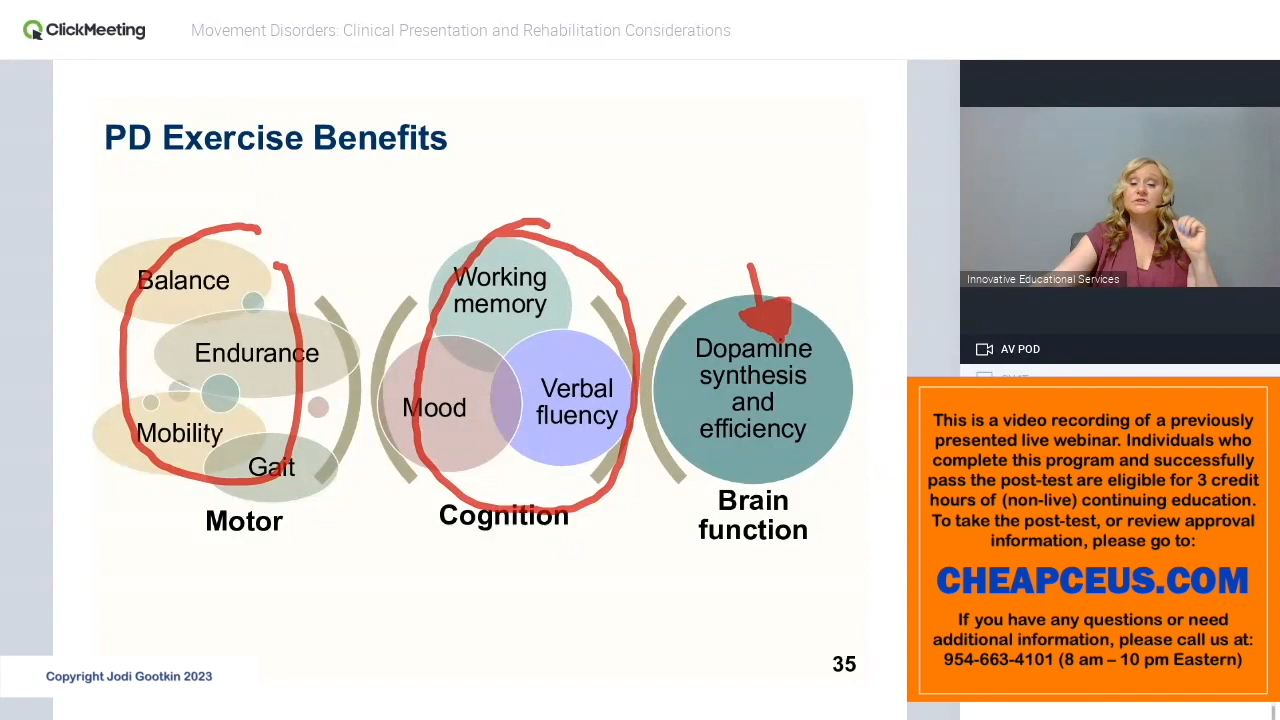 ClickMeeting
Movement Disorders: Clinical Presentation and Rehabilitation Considerations
PD Exercise Benefits
Balance
Endurance
Mobility
Gait
Motor
Working
memory
Mood
Verbal
fluency
Cognition
Dopamine
synthesis
and
efficiency
Brain
function
35
Copyright Jodi Gootkin 2023
Innovative Educational Services
AV POD
This is a video recording of a previously
presented live webinar. Individuals who
complete this program and successfully
pass the post-test are eligible for 3 credit
hours of (non-live) continuing education.
To take the post-test, or review approval
information, please go to:
CHEAPCEUS.COM
If you have any questions or need
additional information, please call us at:
954-663-4101 (8 am – 10 pm Eastern)